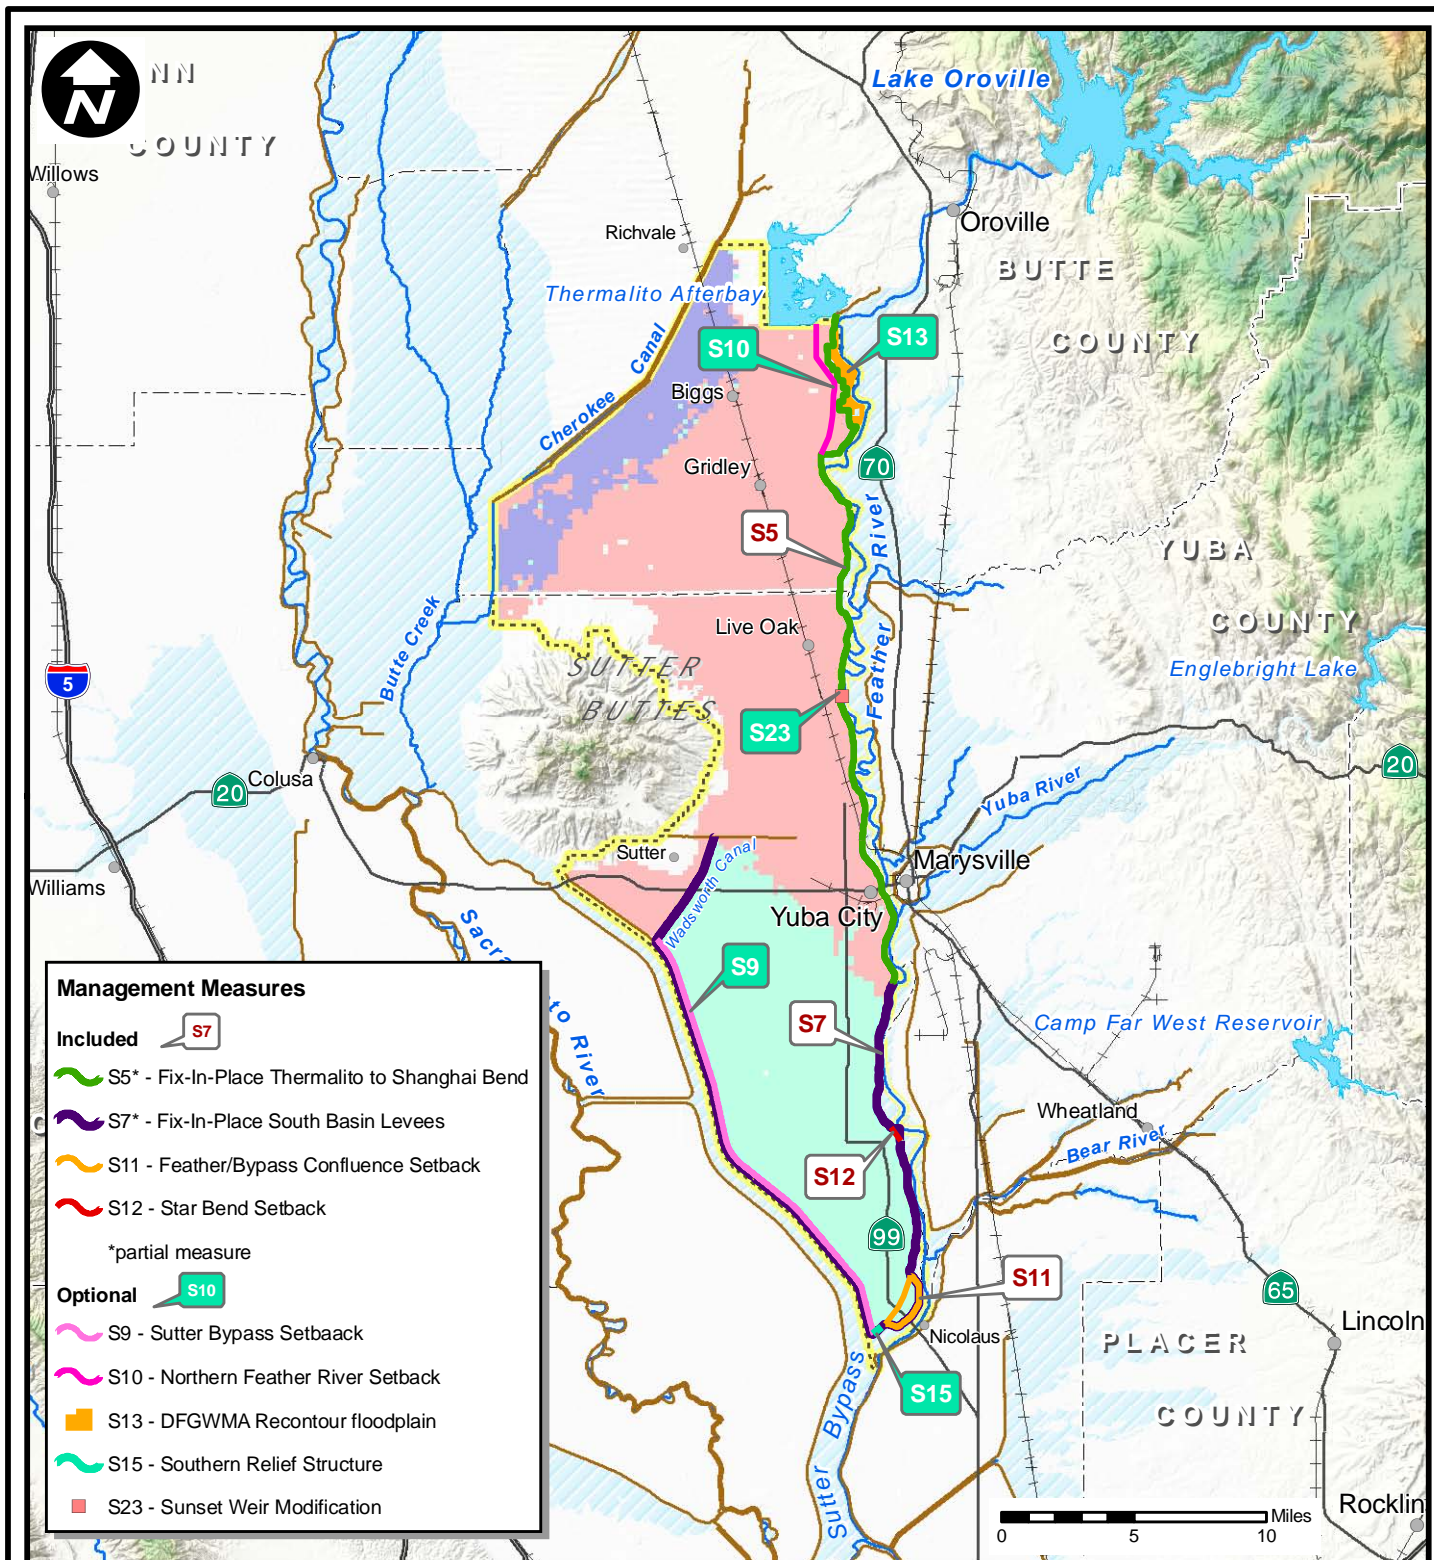 N
NN
COUNTY
Willows
Lake Oroville
Oroville
Richvale
BUTTE
COUNTY
Thermalito Afterbay
S10
S13
Cherokee Canal
Biggs
Gridley
70
S5
Feather River
YUBA
COUNTY
Butte Creek
Live Oak
SUTTER
BUTTES
Englebright Lake
5
S23
20
Colusa
20
Yuba River
Sutter
Wadsworth Canal
Marysville
Williams
Yuba City
S9
S7
Camp Far West Reservoir
Wheatland
Bear River
S12
99
S11
65
Nicolaus
PLACER
COUNTY
Lincoln
S15
Sutter Bypass
Rocklin
Management Measures
Included S7
S5* - Fix-In-Place Thermalito to Shanghai Bend
S7* - Fix-In-Place South Basin Levees
S11 - Feather/Bypass Confluence Setback
S12 - Star Bend Setback
*partial measure
Optional S10
S9 - Sutter Bypass Setbaack
S10 - Northern Feather River Setback
S13 - DFGWMA Recontour floodplain
S15 - Southern Relief Structure
S23 - Sunset Weir Modification
Miles
0 5 10